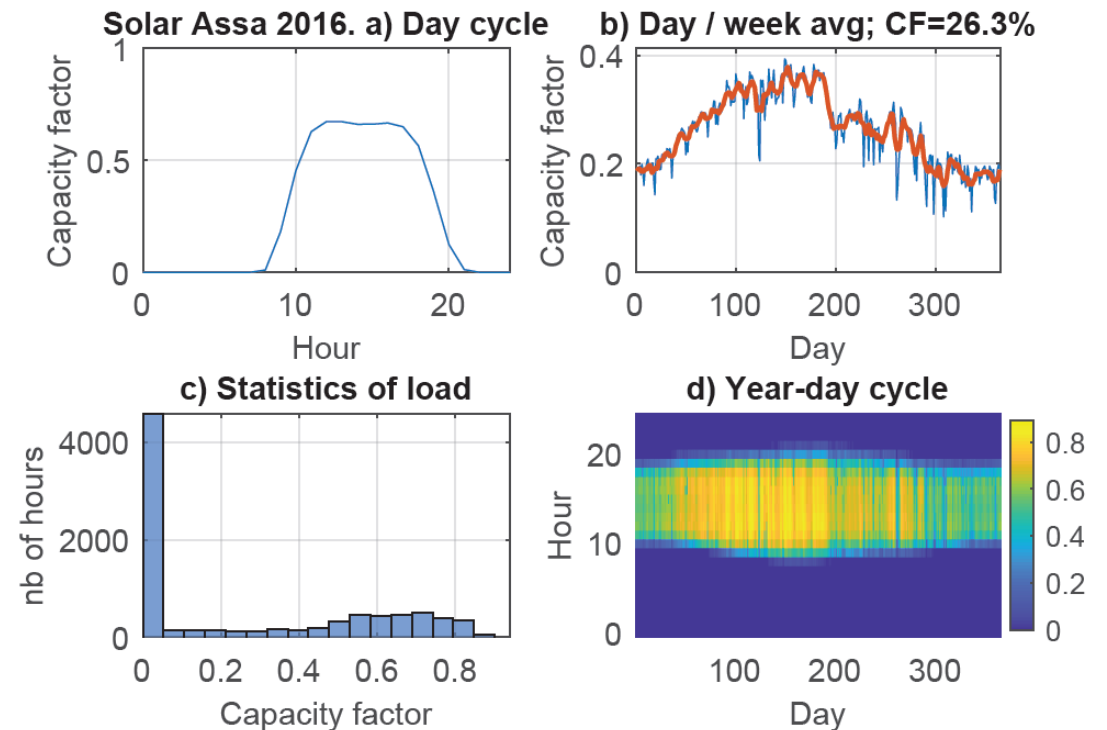 Solar Assa 2016. a) Day cycle
b) Day / week avg; CF=26.3%
Capacity factor
1
0.5
0
0
10
20
Hour
Capacity factor
0.4
0.2
0
0
100
200
300
Day
c) Statistics of load
d) Year-day cycle
nb of hours
4000
2000
0
0
0.2
0.4
0.6
0.8
Capacity factor
Hour
20
10
0
100
200
300
Day
0.8
0.6
0.4
0.2
0